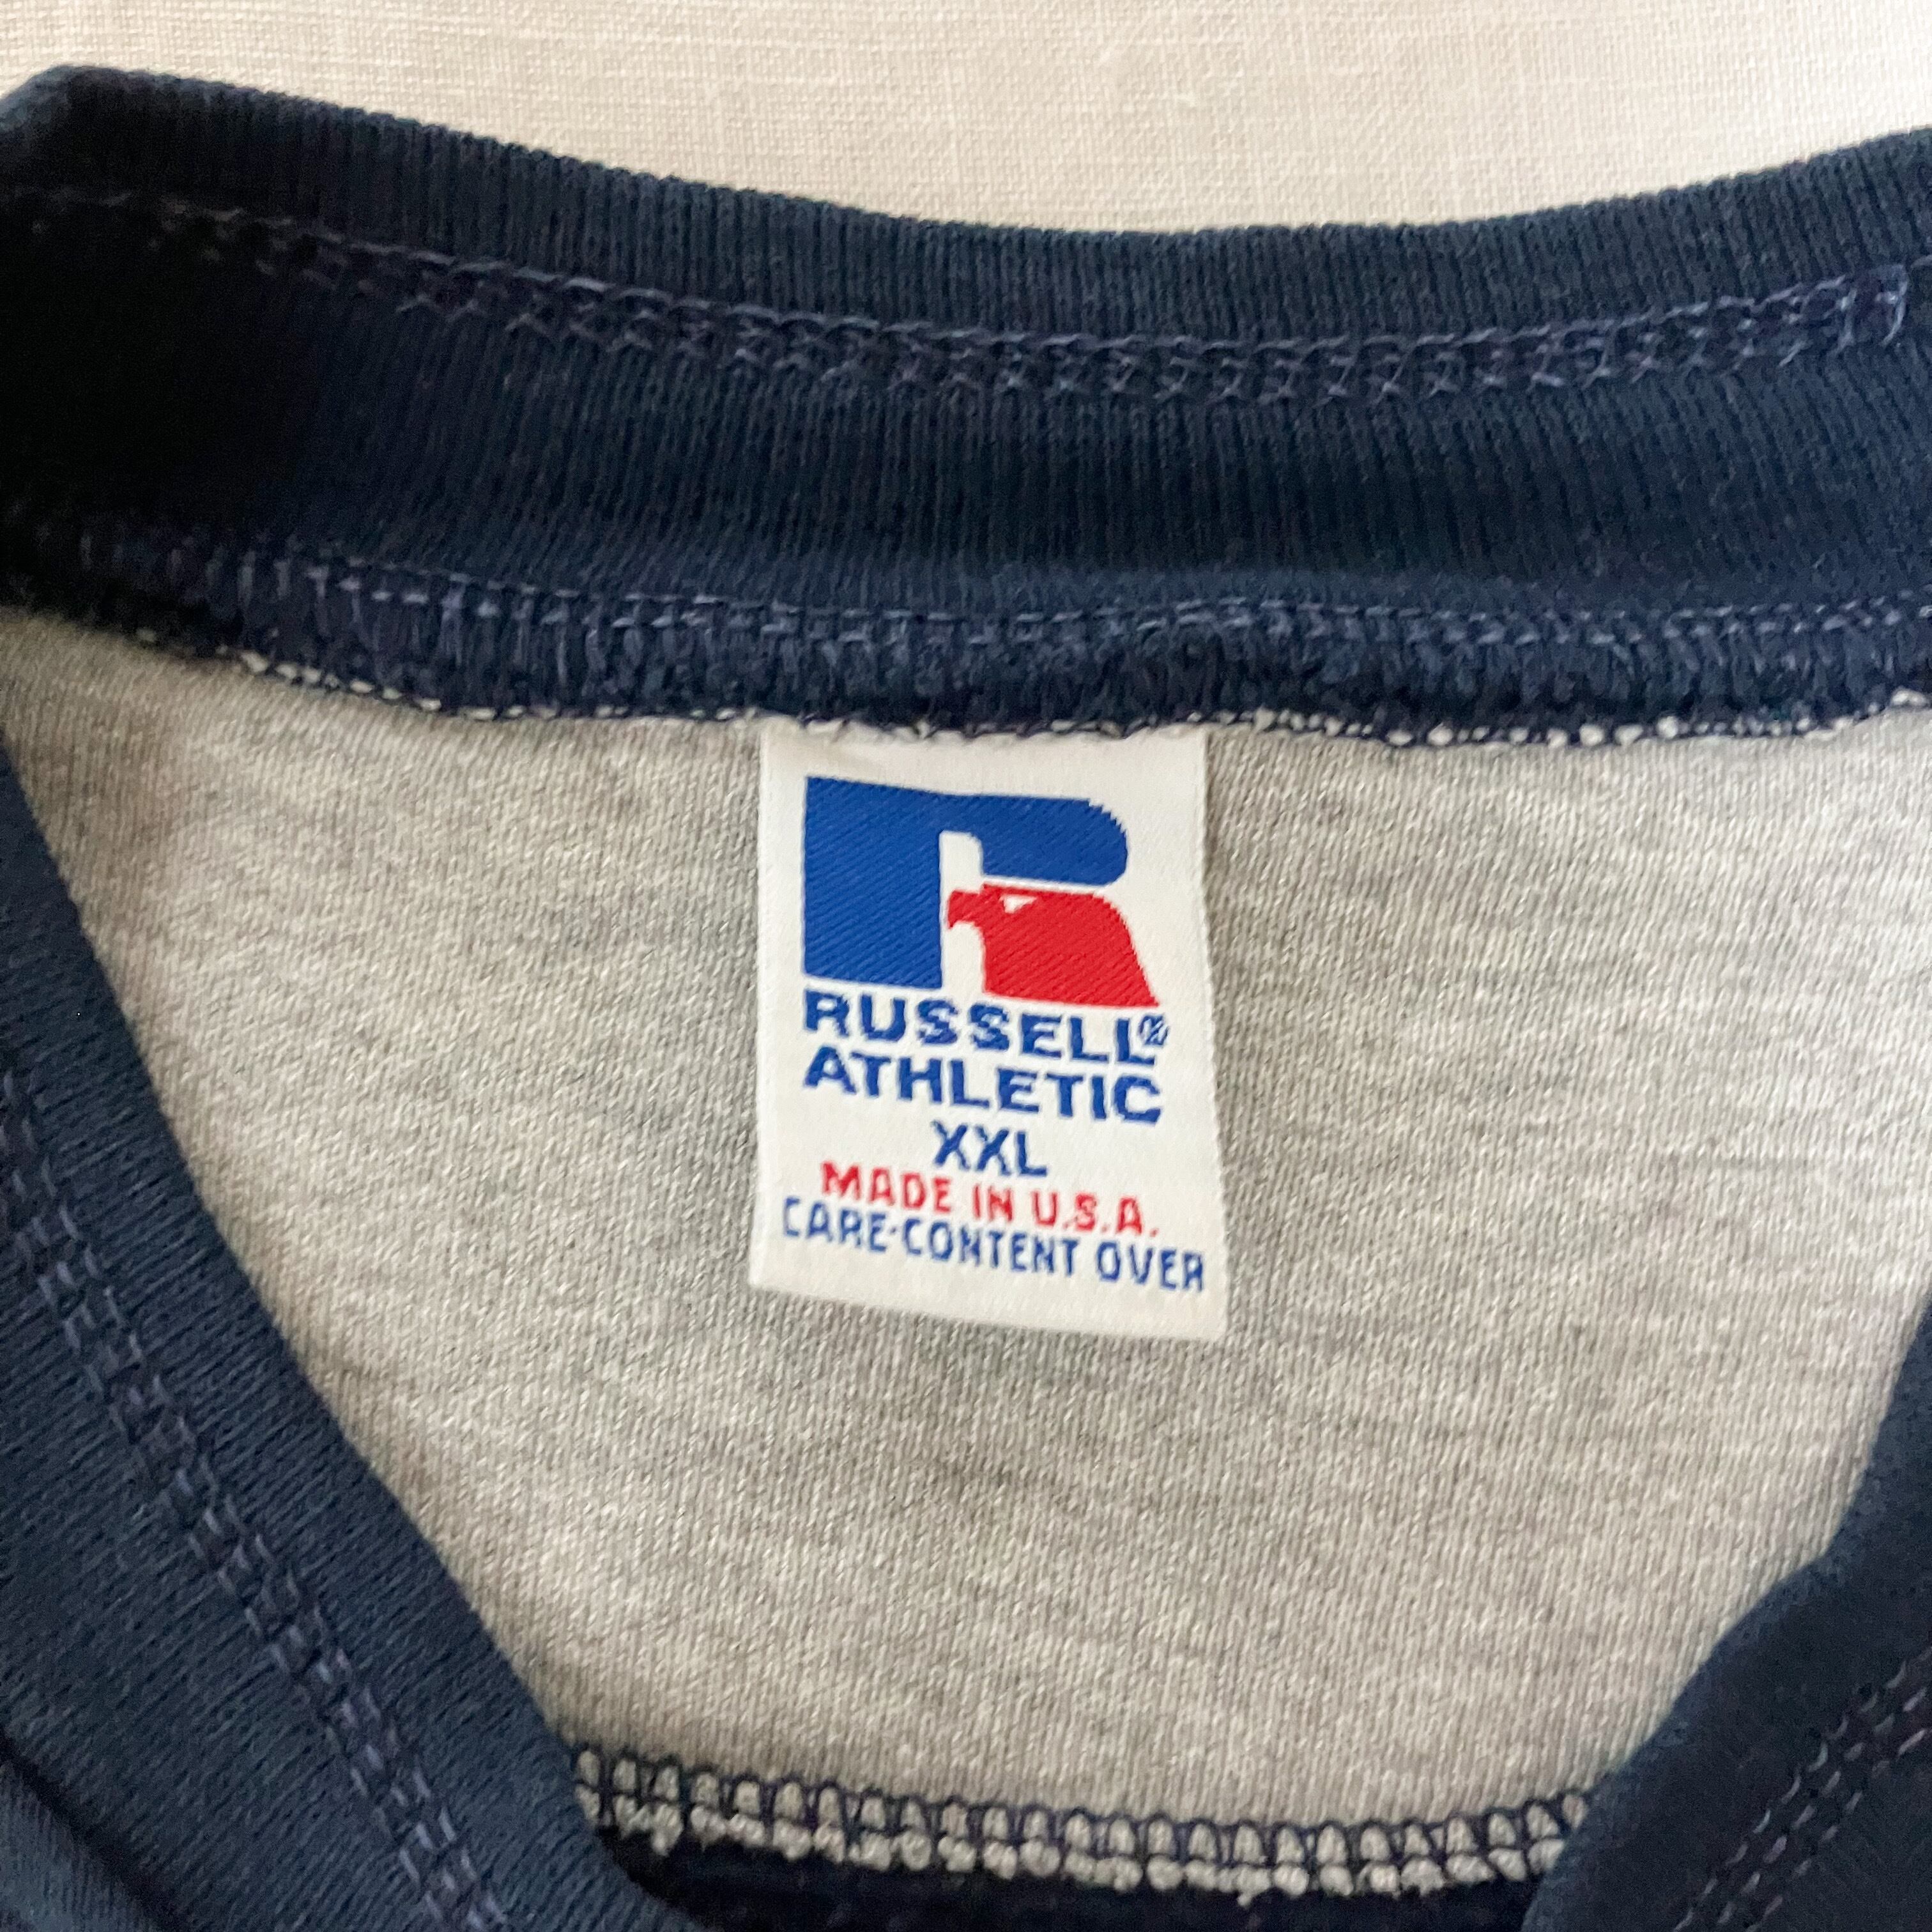 RUSSELL®
ATHLETIC
XXL
MADE IN U.S.A.
CARE-CONTENT OVER